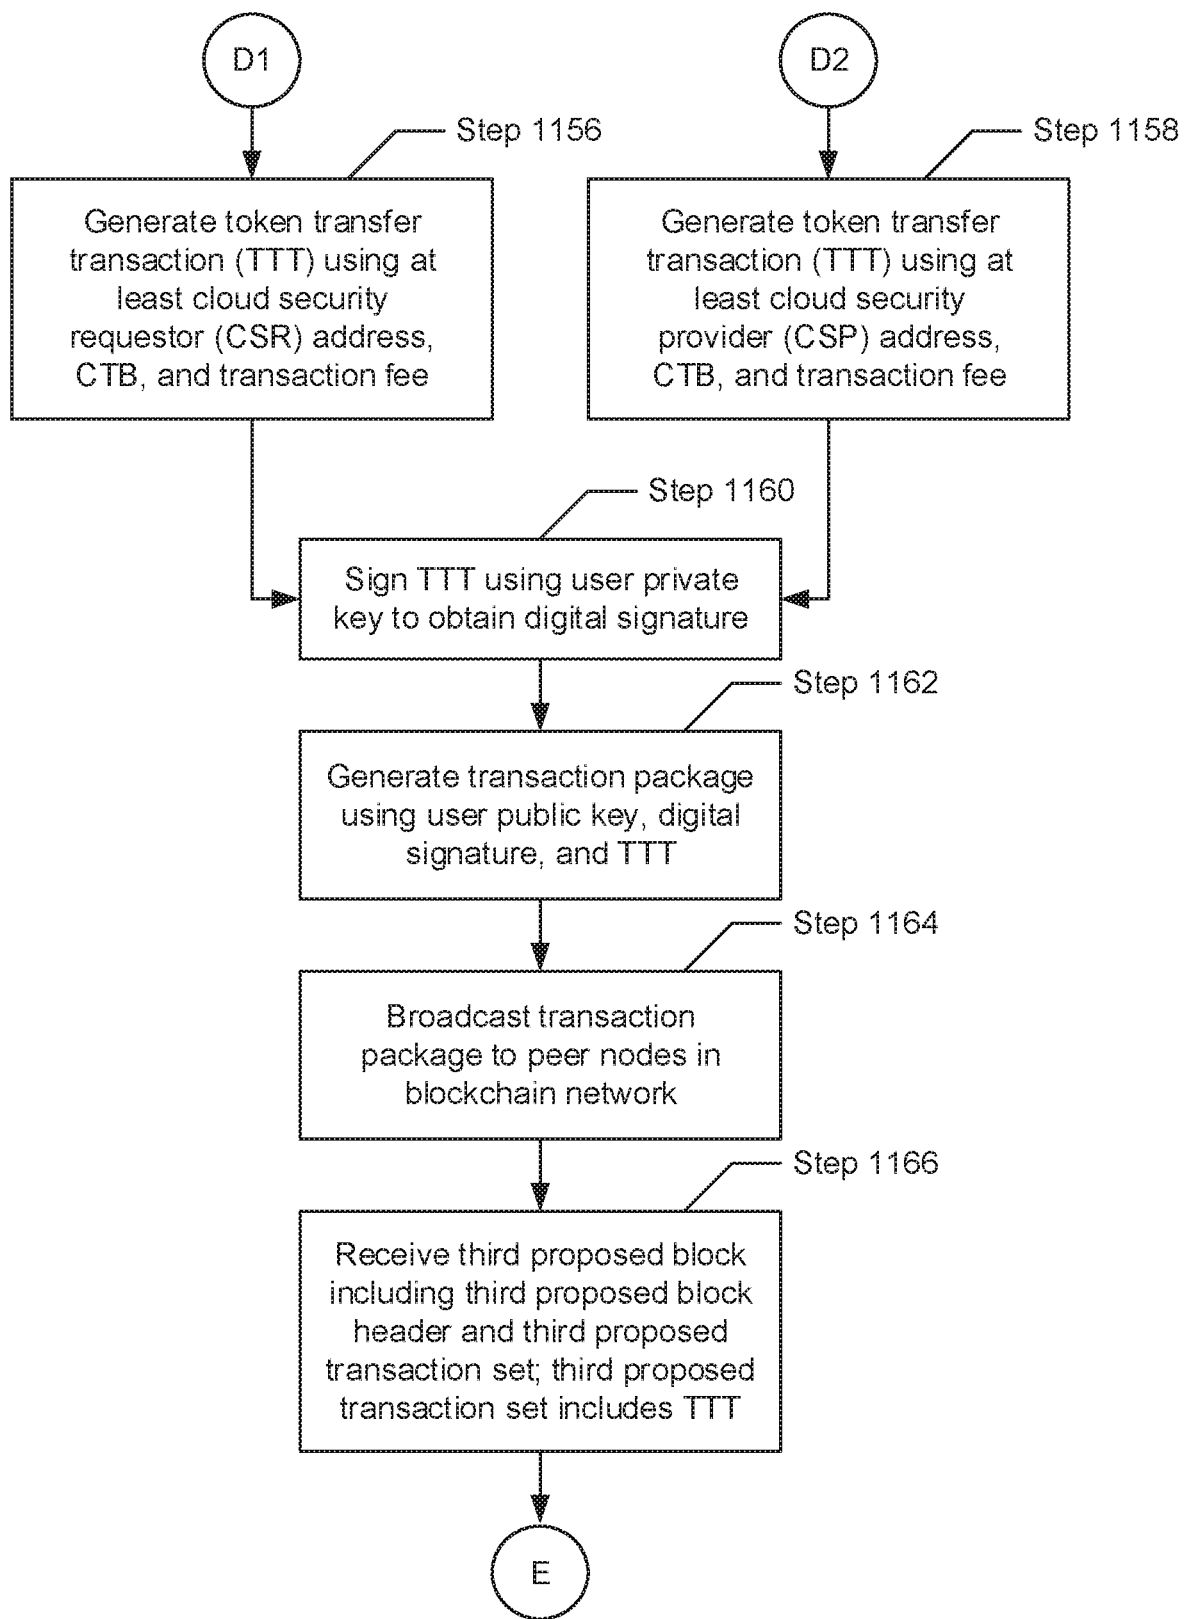 D1
D2
Step 1156
Step 1158
Generate token transfer
transaction (TTT) using at
least cloud security
requestor (CSR) address,
CTB, and transaction fee
Generate token transfer
transaction (TTT) using at
least cloud security
provider (CSP) address,
CTB, and transaction fee
Step 1160
Sign TTT using user private
key to obtain digital signature
Step 1162
Generate transaction package
using user public key, digital
signature, and TTT
Step 1164
Broadcast transaction
package to peer nodes in
blockchain network
Step 1166
Receive third proposed block
including third proposed block
header and third proposed
transaction set; third proposed
transaction set includes TTT
E